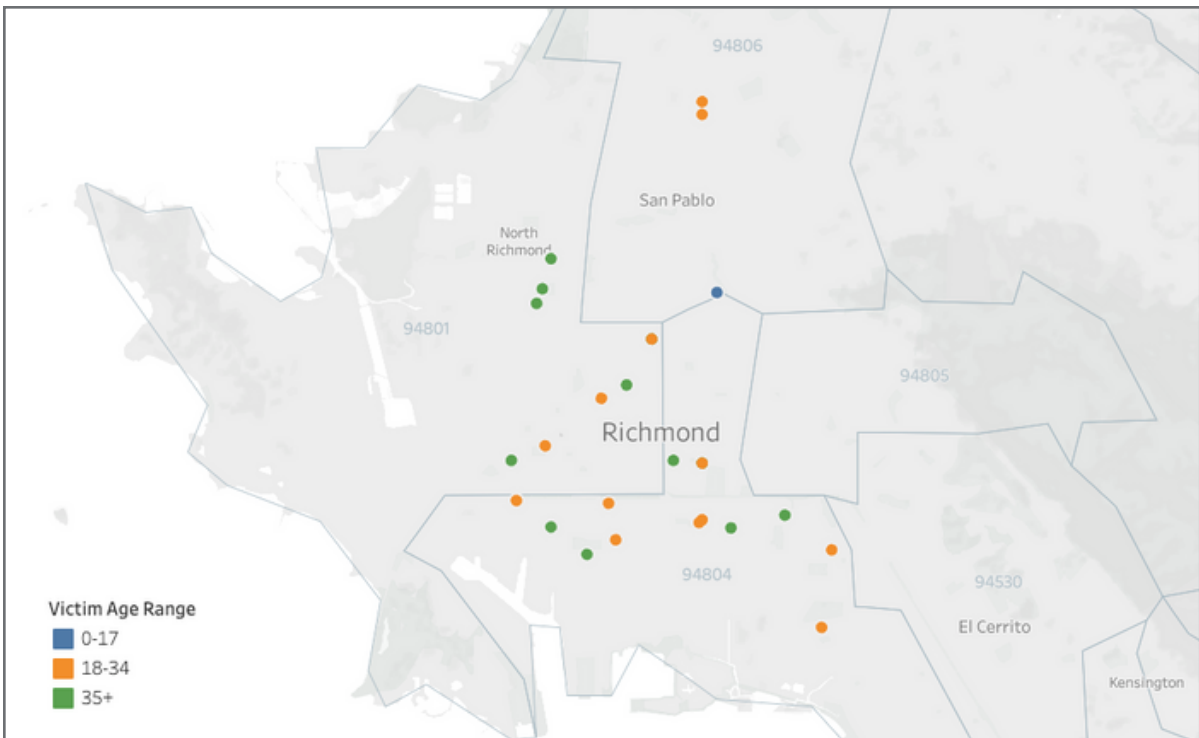 94806
San Pablo
North
Richmond
94801
94805
Richmond
94804
94530
El Cerrito
Kensington
Victim Age Range
0-17
18-34
35+